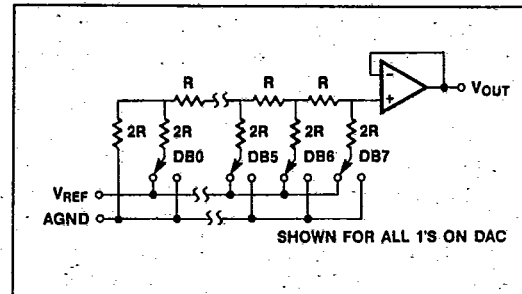 R R R
VOUT
2R 2R 2R 2R 2R
DB0 DB5 DB6 DB7
VREF
AGND
SHOWN FOR ALL 1'S ON DAC
- +